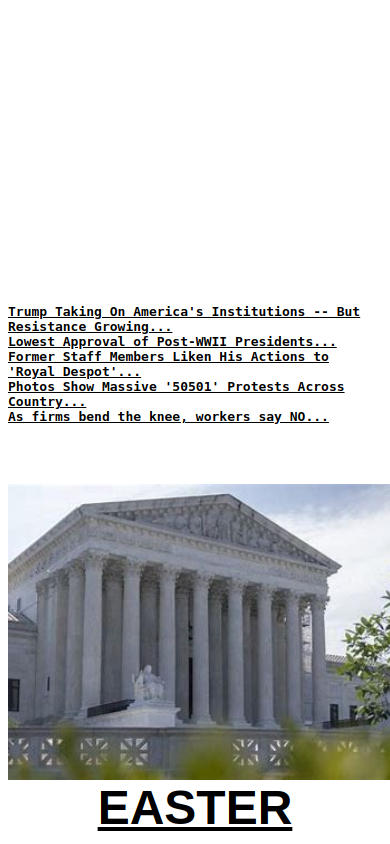 Trump Taking On America's Institutions -- But
Resistance Growing...
Lowest Approval of Post-WWII Presidents...
Former Staff Members Liken His Actions to
'Royal Despot'...
Photos Show Massive '50501' Protests Across
Country...
As firms bend the knee, workers say NO...
EASTER